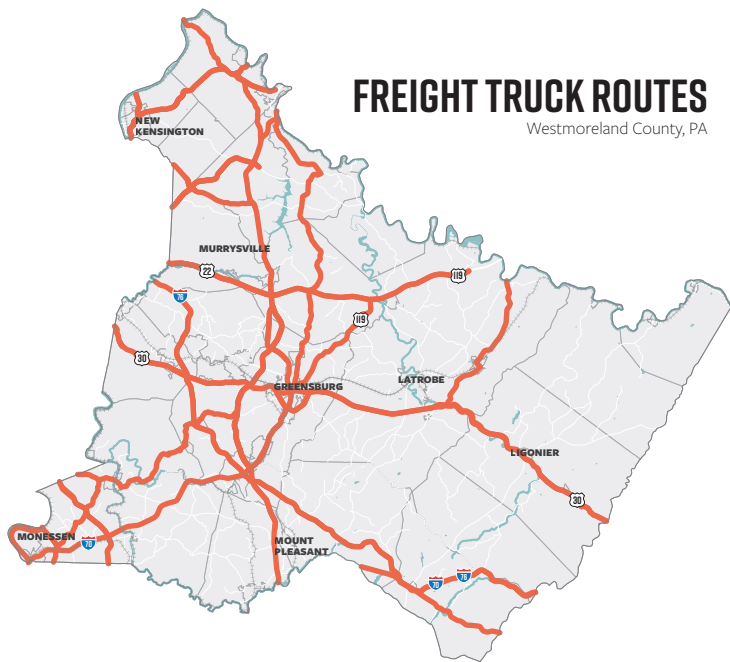 FREIGHT TRUCK ROUTES
Westmoreland County, PA
NEW
KENSINGTON
MURRYSVILLE
22
119
76
119
30
GREENSBURG
LATROBE
LIGONIER
30
MONESSEN
70
MOUNT
PLEASANT
70
76